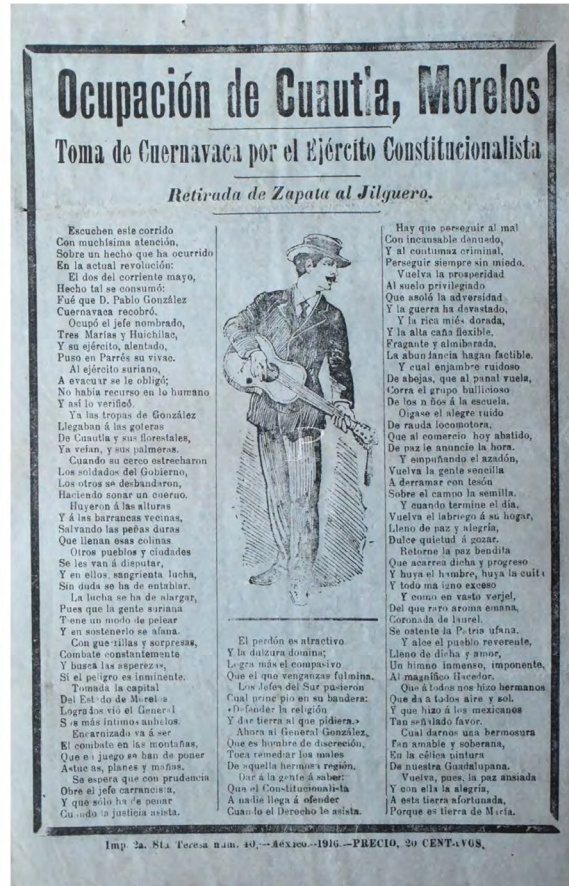 Ocupación de Cuautla, Morelos
Toma de Cuernavaca por el Ejército Constitucionalista
Retirada de Zapata al Jilguero.
Escuchen este corrido
Con muchísima atención,
Sobre un hecho que ha ocurrido
En la actual revolución:
El dos del corriente mayo,
Hecho tal se consumó:
Fué que D. Pablo González
Cuernavaca recobró.
Ocupó el jefe nombrado,
Tres Marías y Huichilac,
Y su ejército, alentado,
Puso en Parrés su vivac.
Al ejército suriano,
A evacuar se le obligó;
No había recurso en lo humano
Y así lo verificó.
Ya las tropas de González
Llegaban á las goteras
De Cuautla y sus florestales,
Ya veían, y sus palmeras.
Cuando su cerco estrecharon
Los soldados del Gobierno,
Los otros se desbandaron,
Haciendo sonar un cuerno.
Huyeron á las alturas
Y á las barrancas vecinas,
Salvando las peñas duras
Que llenan esas colinas
Otros pueblos y ciudades
Se les van á disputar,
Y en ellos, sangrienta lucha,
Sin duda se ha de entablar.
La lucha se ha de alargar,
Pues que la gente suriana
Tiene un modo de pelear
Y en sostenerlo se afana.
Con guerrillas y sorpresas,
Combate constantemente
Y busca las asperezas,
Si el peligro es inminente.
Tomada la capital
Del Estado de Morelos
Logrados vió el General
Sus más íntimos anhelos.
Encarnizado va á ser
El combate en las montañas,
Que en juego se han de poner
Astucias, planes y mañas.
Se espera que con prudencia
Obre el jefe carrancista,
Y que sólo ha de penar
Cuando la justicia asista.
El perdón es atractivo
Y la dulzura domina;
Logra más el compasivo
Que el que venganzas fulmina.
Los Jefes del Sur pusieron
Cual principio en su bandera:
«Defender la religión
Y dar tierra al que pidiera.»
Ahora al General González,
Que es hombre de discreción,
Toca remediar los males
De aquella hermosa región.
Dar á la gente á saber:
Que el Constitucionalista
A nadie llega á ofender
Cuando el Derecho le asista.
Hay que perseguir al mal
Con incansable denuedo,
Y al contumaz criminal,
Perseguir siempre sin miedo.
Vuelva la prosperidad
Al suelo privilegiado
Que asoló la adversidad
Y la guerra ha devastado,
Y la rica miés dorada,
Y la alta caña flexible,
Fragante y almibarada,
La abundancia hagan factible.
Y cual enjambre ruidoso
De abejas, que al panal vuela,
Corra el grupo bullicioso
De los niños á la escuela.
Oigase el alegre ruido
De rauda locomotora,
Que al comercio hoy abatido,
De paz le anuncie la hora.
Y empuñando el azadón,
Vuelva la gente sencilla
A derramar con tesón
Sobre el campo la semilla.
Y cuando termine el día,
Vuelva el labriego á su hogar,
Lleno de paz y alegría,
Dulce quietud á gozar.
Retorne la paz bendita
Que acarrea dicha y progreso
Y huya el hambre, huya la cuita
Y todo maligno exceso
Y como en vasto verjel,
Del que raro aroma emana,
Coronada de laurel,
Se ostente la Patria ufana.
Y alce el pueblo reverente,
Lleno de dicha y amor,
Un himno inmenso, imponente,
Al magnífico Hacedor.
Que á todos nos hizo hermanos
Que da á todos aire y sol.
Y que hizo á los mexicanos
Tan señalado favor.
Cual darnos una hermosura
Tan amable y soberana,
En la célica pintura
De nuestra Guadalupana.
Vuelva, pues, la paz ansiada
Y con ella la alegría,
A esta tierra afortunada,
Porque es tierra de María.
Imp. 2a. Sta. Teresa núm. 40.—México.—1916—PRECIO, 20 CENTAVOS.